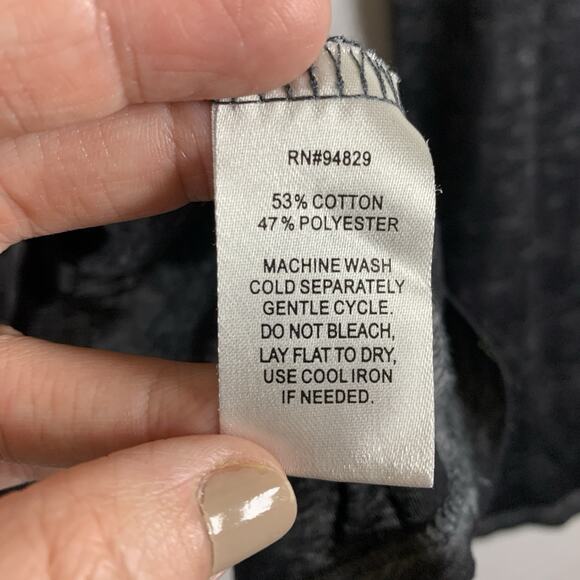 RN#94829
53% COTTON
47% POLYESTER
MACHINE WASH
COLD SEPARATELY
GENTLE CYCLE.
DO NOT BLEACH,
LAY FLAT TO DRY,
USE COOL IRON
IF NEEDED.